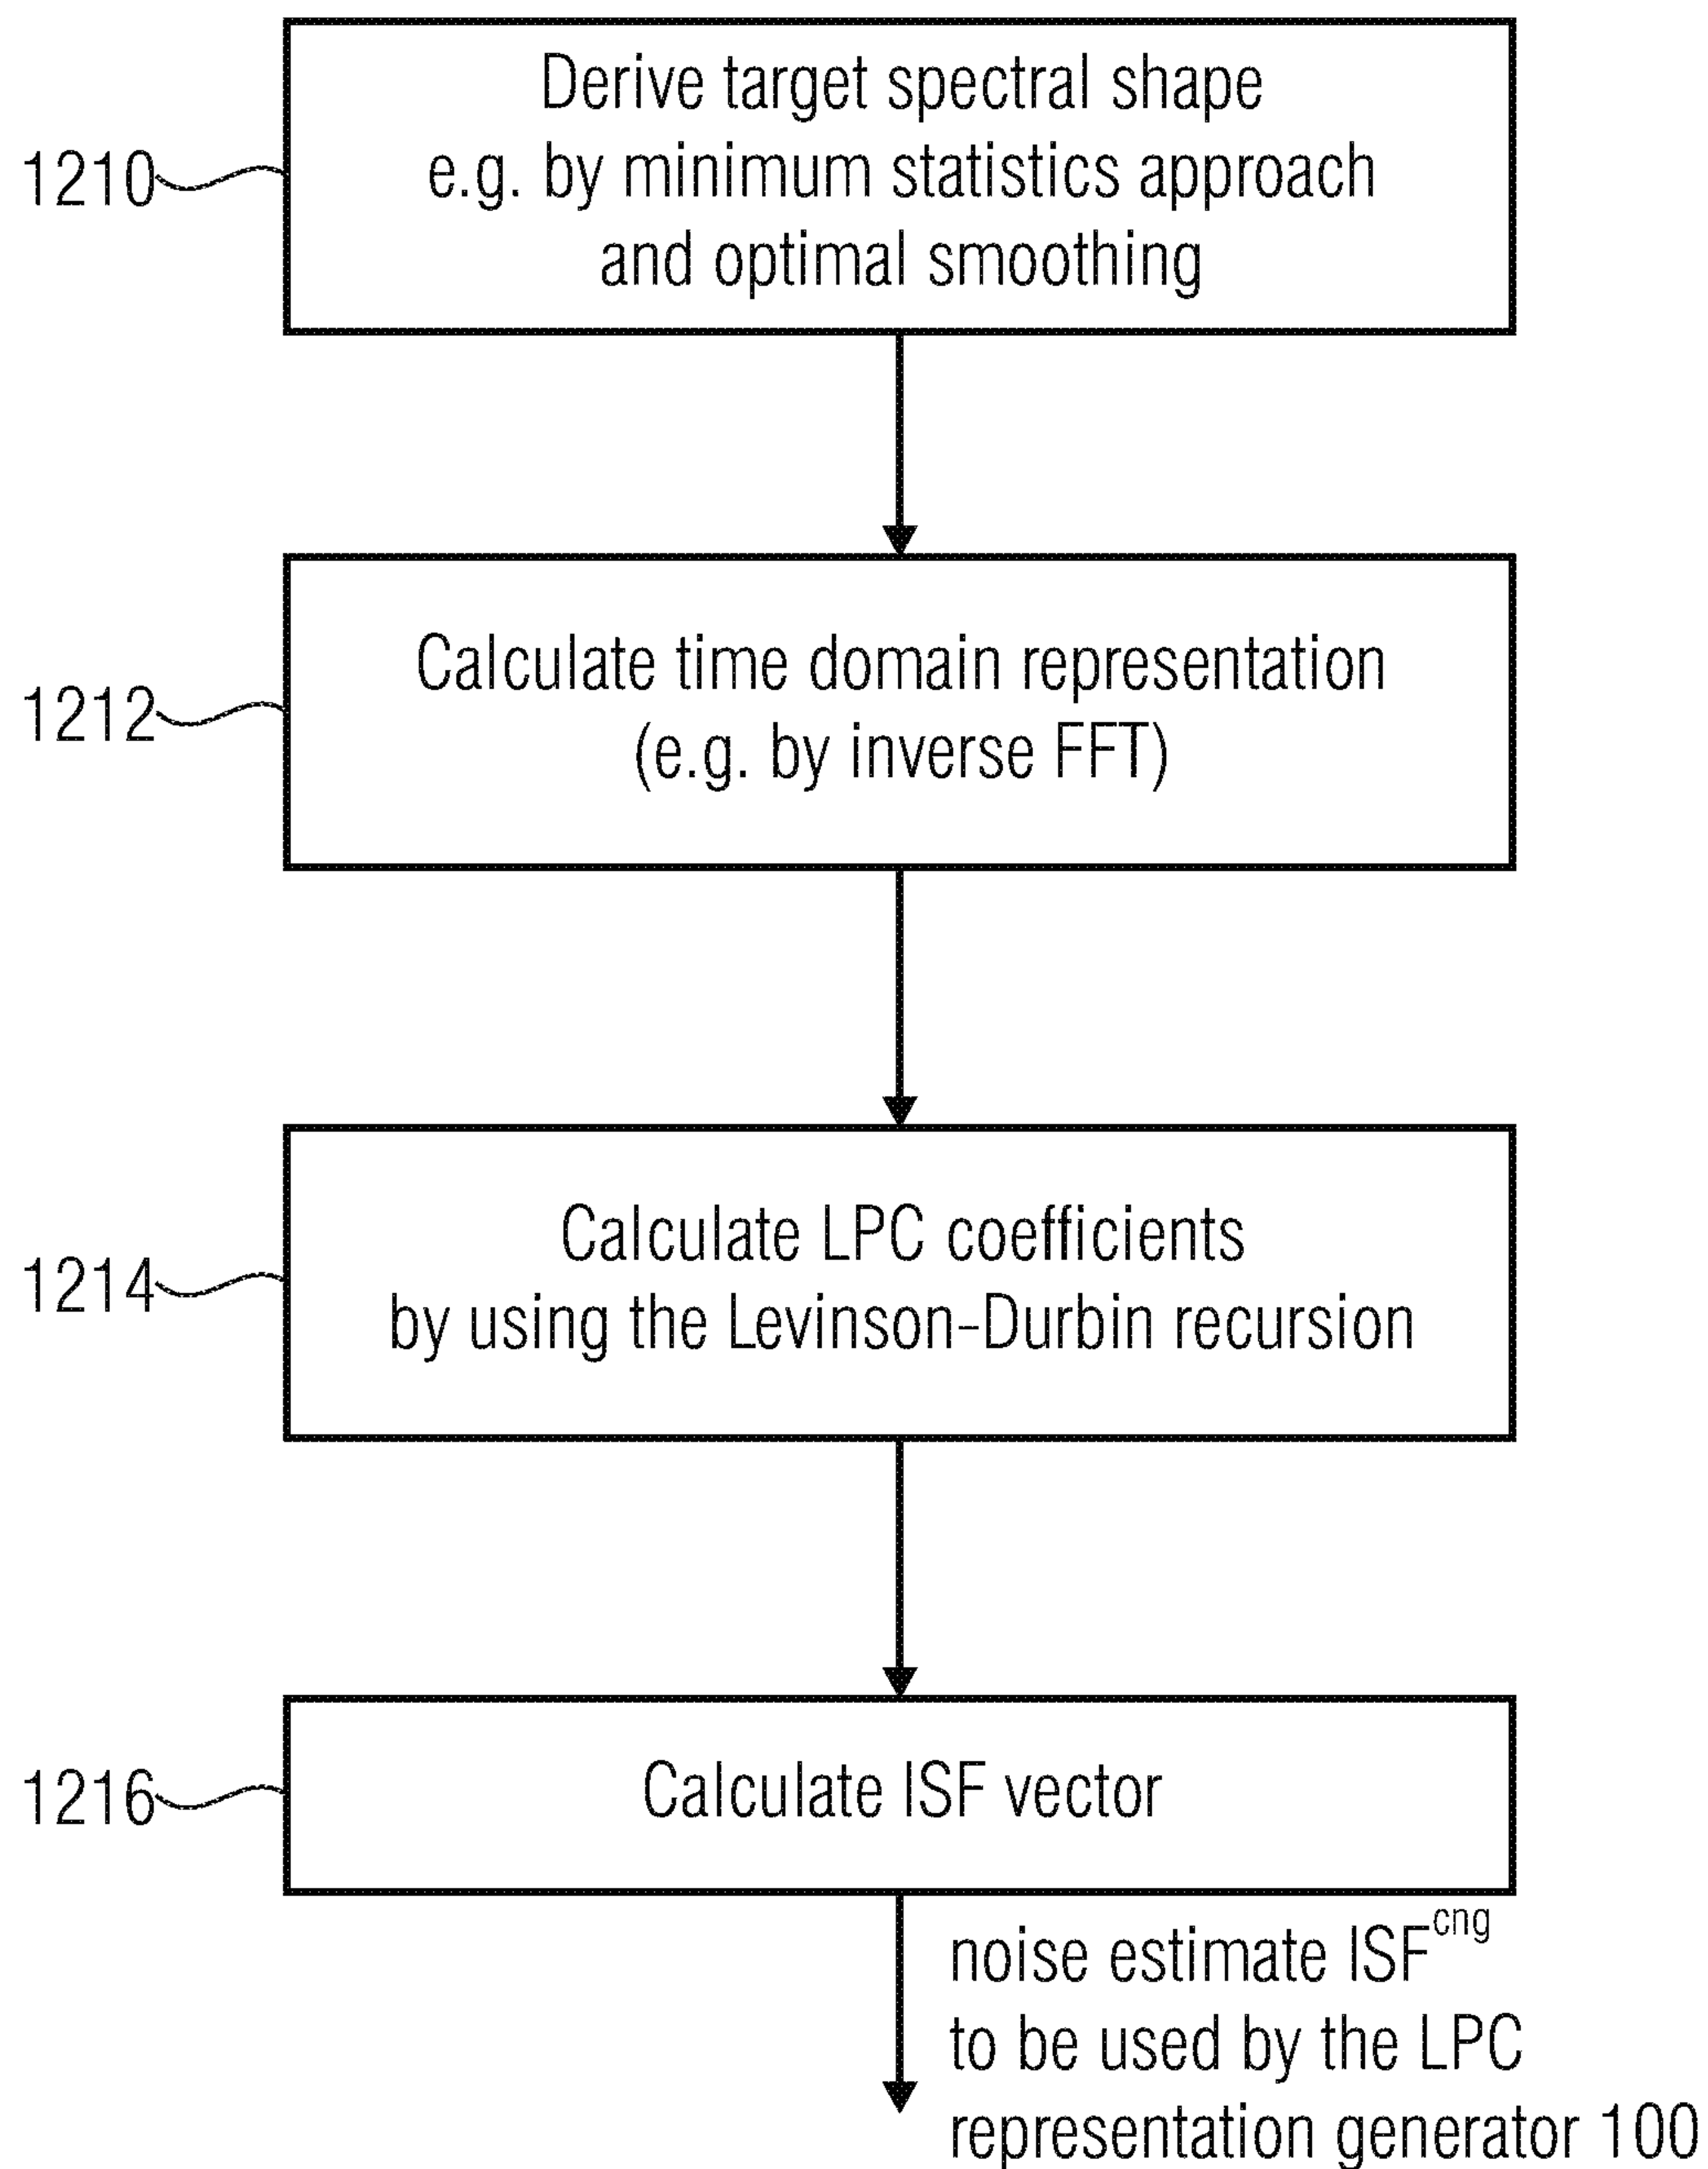 Derive target spectral shape
1210
e.g. by minimum statistics approach
and optimal smoothing
Calculate time domain representation
1212
(e.g. by inverse FFT)
Calculate LPC coefficients
1214
by using the Levinson-Durbin recursion
1216
Calculate ISF vector
noise estimate ISF^cng
to be used by the LPC
representation generator 100